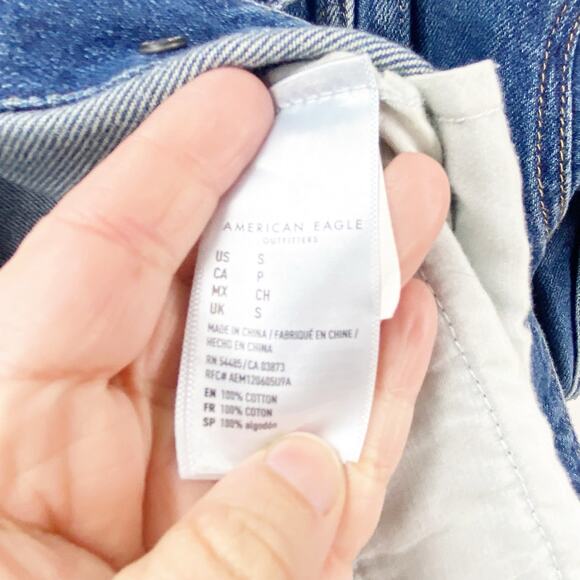 AMERICAN EAGLE
OUTFITTERS
US S
CA P
MX CH
UK S
MADE IN CHINA / FABRIQUÉ EN CHINE /
HECHO EN CHINA
RN 54485/CA 03873
RFC# AEM120605U9A
EN 100% COTTON
FR 100% COTON
SP 100% algodón